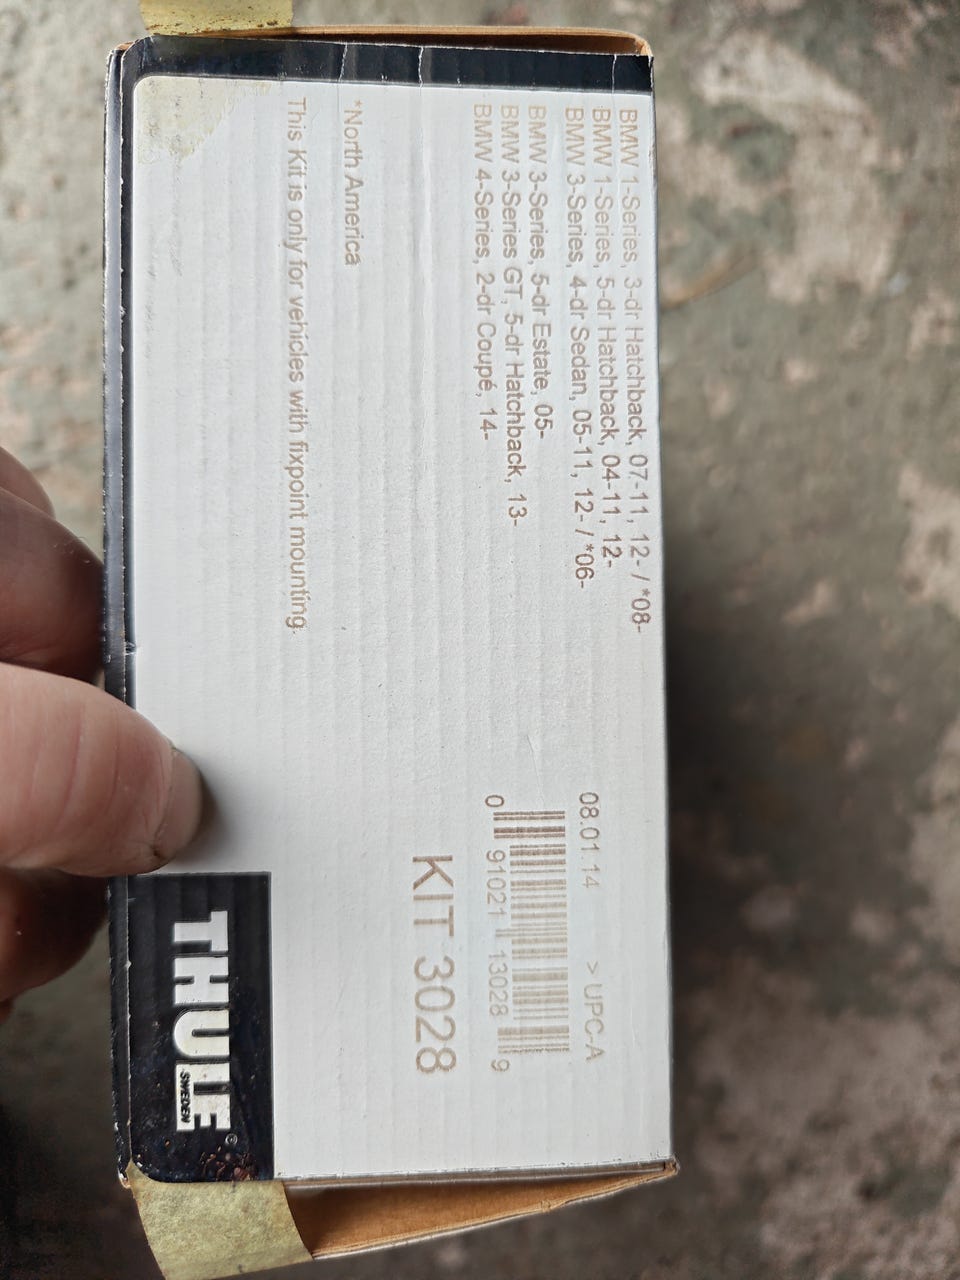 BMW 1-Series, 3-dr Hatchback, 07-11, 12- / *08-
BMW 1-Series, 5-dr Hatchback, 04-11, 12-
BMW 3-Series, 4-dr Sedan, 05-11, 12- / *06-
BMW 3-Series, 5-dr Estate, 05-
BMW 3-Series GT, 5-dr Hatchback, 13-
BMW 4-Series, 2-dr Coupé, 14-
*North America
This Kit is only for vehicles with fixpoint mounting.
08.01.14 > UPC-A
0 91021 13028 9
KIT 3028
THULE®
SWEDEN